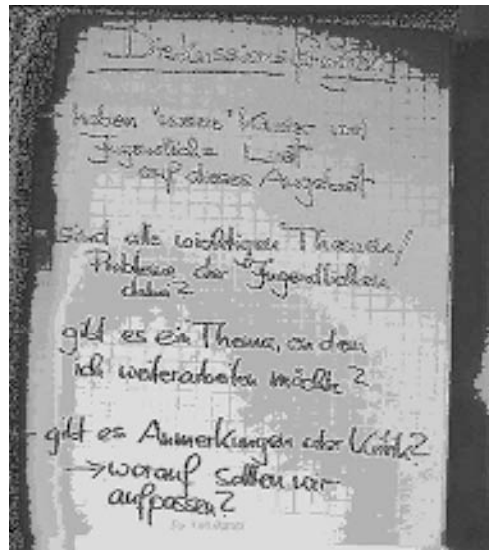 Diskussionsfragen
- haben "unsere" Kinder und
Jugendliche Lust
auf dieses Angebot
- sind alle wichtigen Themen/
Probleme der Jugendlichen
dabei?
gibt es ein Thema, an dem
ich weiterarbeiten möchte?
- gibt es Anmerkungen oder Kritik?
→ worauf sollten wir
aufpassen?